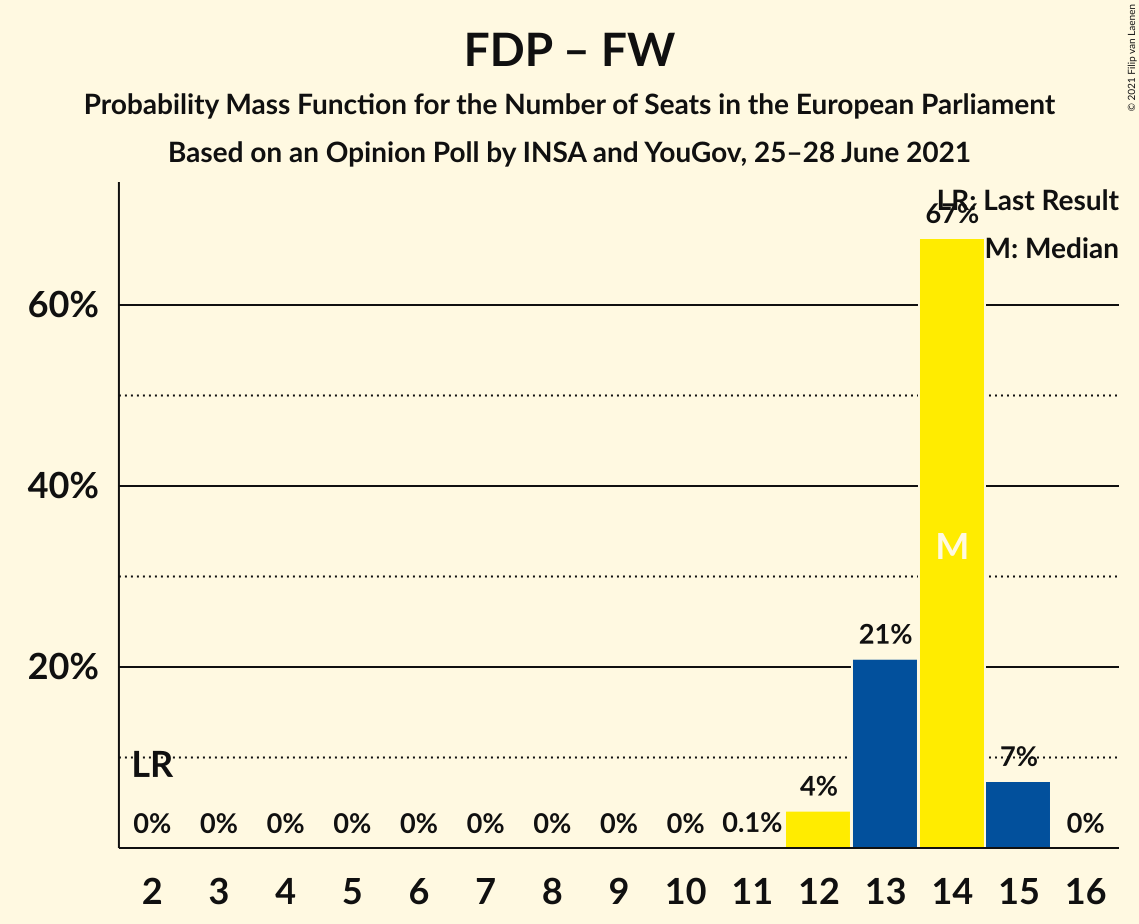 FDP – FW
Probability Mass Function for the Number of Seats in the European Parliament
Based on an Opinion Poll by INSA and YouGov, 25–28 June 2021
© 2021 Filip van Laenen
LR: Last Result
M: Median
67%
60%
40%
M
21%
20%
LR
7%
4%
0% 0% 0% 0% 0% 0% 0% 0% 0% 0.1% 0%
2 3 4 5 6 7 8 9 10 11 12 13 14 15 16